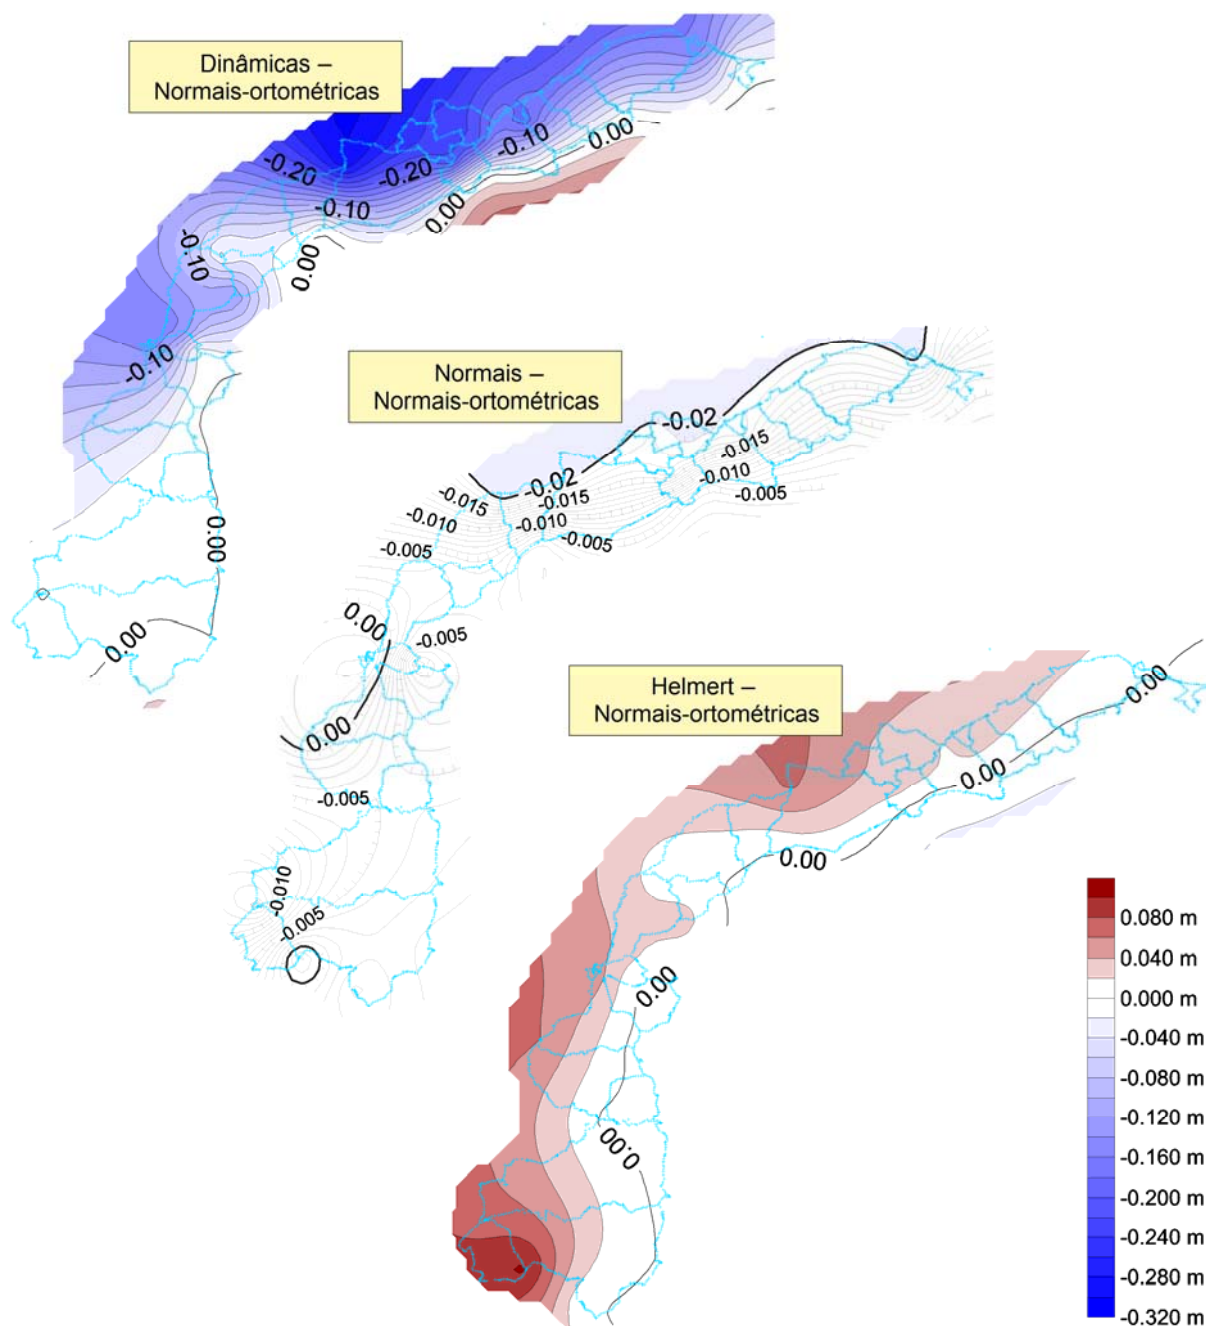 Dinâmicas –
Normais-ortométricas
-0.10
0.00
-0.20
-0.20
-0.10
0.00
-0.10
0.00
-0.10
0.00
0.00
Normais –
Normais-ortométricas
-0.02
-0.015
-0.010
-0.005
-0.02
-0.015
-0.015
-0.010
-0.010
-0.005
-0.005
0.00
-0.005
0.00
-0.005
-0.010
-0.005
Helmert –
Normais-ortométricas
0.00
0.00
0.00
0.00
0.00
0.080 m
0.040 m
0.000 m
-0.040 m
-0.080 m
-0.120 m
-0.160 m
-0.200 m
-0.240 m
-0.280 m
-0.320 m